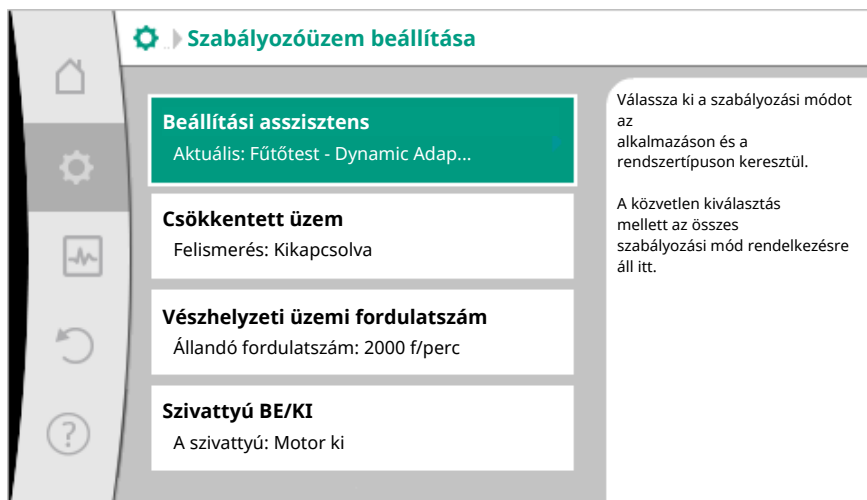 Szabályozóüzem beállítása
Beállítási asszisztens
Aktuális: Fűtőtest - Dynamic Adap...
Csökkentett üzem
Felismerés: Kikapcsolva
Vészhelyzeti üzemi fordulatszám
Állandó fordulatszám: 2000 f/perc
Szivattyú BE/KI
A szivattyú: Motor ki
Válassza ki a szabályozási módot
az
alkalmazáson és a
rendszertípuson keresztül.
A közvetlen kiválasztás
mellett az összes
szabályozási mód rendelkezésre
áll itt.